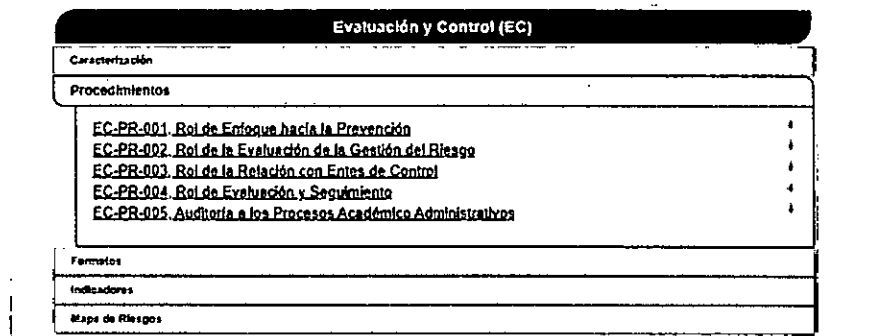 Evaluación y Control (EC)
Caracterización
Procedimientos
EC-PR-001, Rol de Enfoque hacia la Prevención
EC-PR-002, Rol de la Evaluación de la Gestión del Riesgo
EC-PR-003, Rol de la Relación con Entes de Control
EC-PR-004, Rol de Evaluación y Seguimiento
EC-PR-005, Auditoría a los Procesos Académico Administrativos
Formatos
Indicadores
Mapa de Riesgos